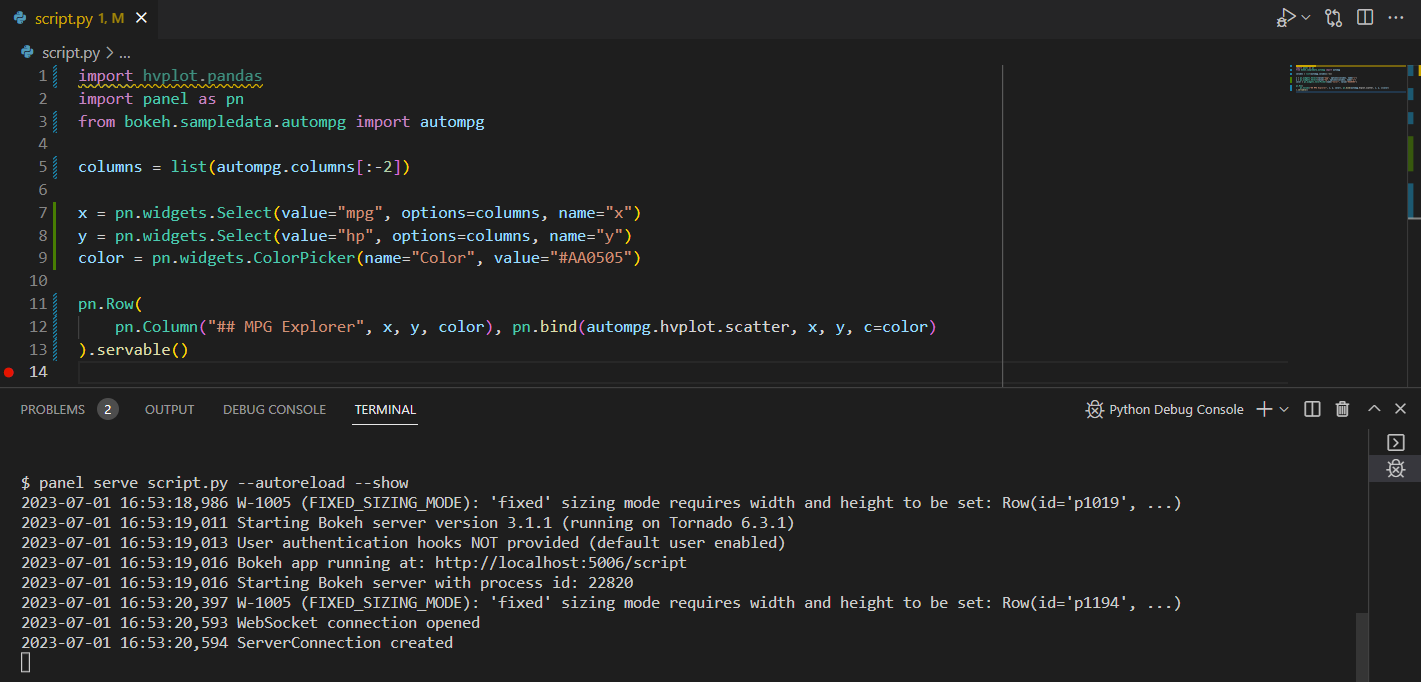 script.py 1, M
script.py > ...
1 import hvplot.pandas
2 import panel as pn
3 from bokeh.sampledata.autompg import autompg
4
5 columns = list(autompg.columns[:-2])
6
7 x = pn.widgets.Select(value="mpg", options=columns, name="x")
8 y = pn.widgets.Select(value="hp", options=columns, name="y")
9 color = pn.widgets.ColorPicker(name="Color", value="#AA0505")
10
11 pn.Row(
12     pn.Column("## MPG Explorer", x, y, color), pn.bind(autompg.hvplot.scatter, x, y, c=color)
13 ).servable()
14
PROBLEMS 2 OUTPUT DEBUG CONSOLE TERMINAL Python Debug Console
$ panel serve script.py --autoreload --show
2023-07-01 16:53:18,986 W-1005 (FIXED_SIZING_MODE): 'fixed' sizing mode requires width and height to be set: Row(id='p1019', ...)
2023-07-01 16:53:19,011 Starting Bokeh server version 3.1.1 (running on Tornado 6.3.1)
2023-07-01 16:53:19,013 User authentication hooks NOT provided (default user enabled)
2023-07-01 16:53:19,016 Bokeh app running at: http://localhost:5006/script
2023-07-01 16:53:19,016 Starting Bokeh server with process id: 22820
2023-07-01 16:53:20,397 W-1005 (FIXED_SIZING_MODE): 'fixed' sizing mode requires width and height to be set: Row(id='p1194', ...)
2023-07-01 16:53:20,593 WebSocket connection opened
2023-07-01 16:53:20,594 ServerConnection created